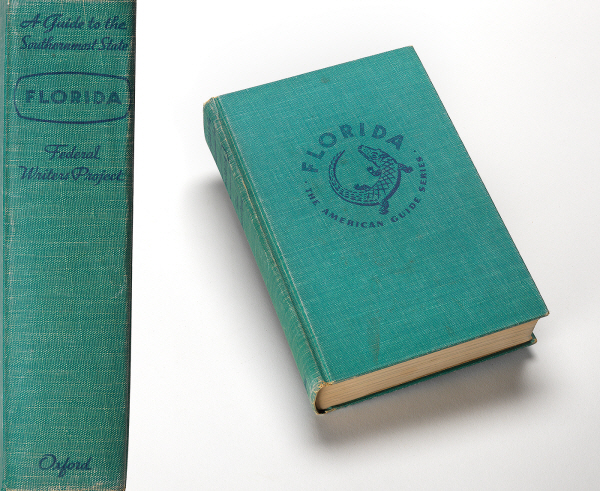 A Guide to the
Southernmost State
FLORIDA
Federal
Writers Project
Oxford
FLORIDA
THE AMERICAN GUIDE SERIES